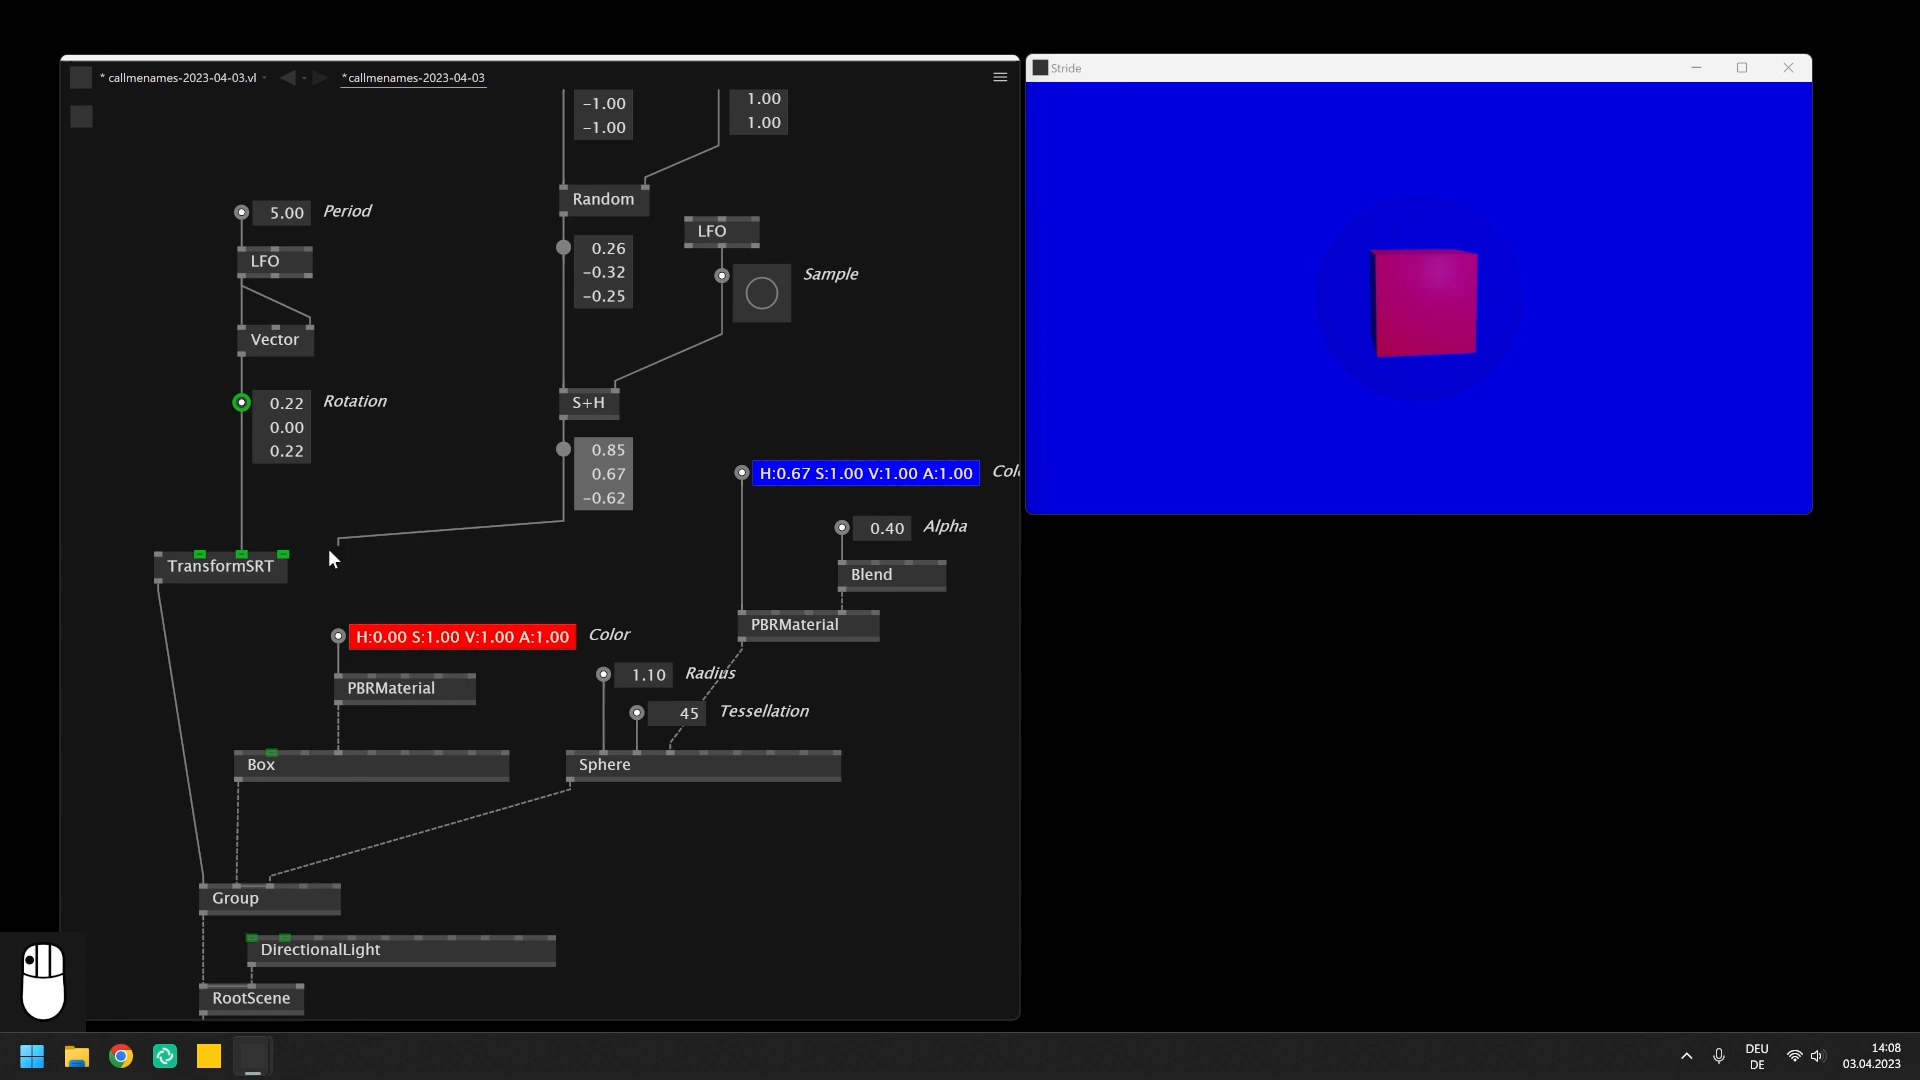 * callmenames-2023-04-03.vl
*callmenames-2023-04-03
Stride
-1.00
-1.00
1.00
1.00
Random
5.00 Period
LFO
LFO
0.26
-0.32
-0.25
Sample
Vector
0.22
0.00
0.22
Rotation
S+H
0.85
0.67
-0.62
H:0.67 S:1.00 V:1.00 A:1.00
0.40 Alpha
TransformSRT
Blend
PBRMaterial
H:0.00 S:1.00 V:1.00 A:1.00 Color
PBRMaterial
1.10 Radius
45 Tessellation
Box
Sphere
Group
DirectionalLight
RootScene
DEU
DE
14:08
03.04.2023